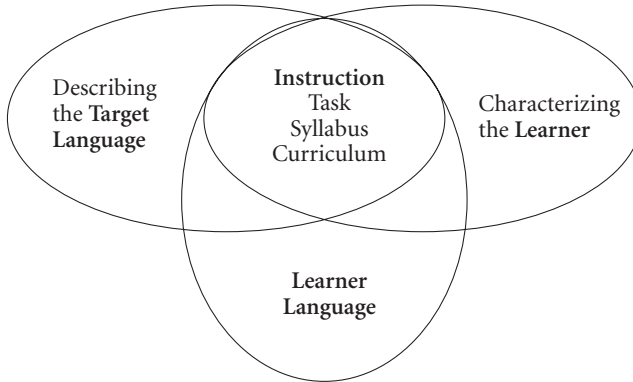 Describing
the Target
Language
Instruction
Task
Syllabus
Curriculum
Characterizing
the Learner
Learner
Language